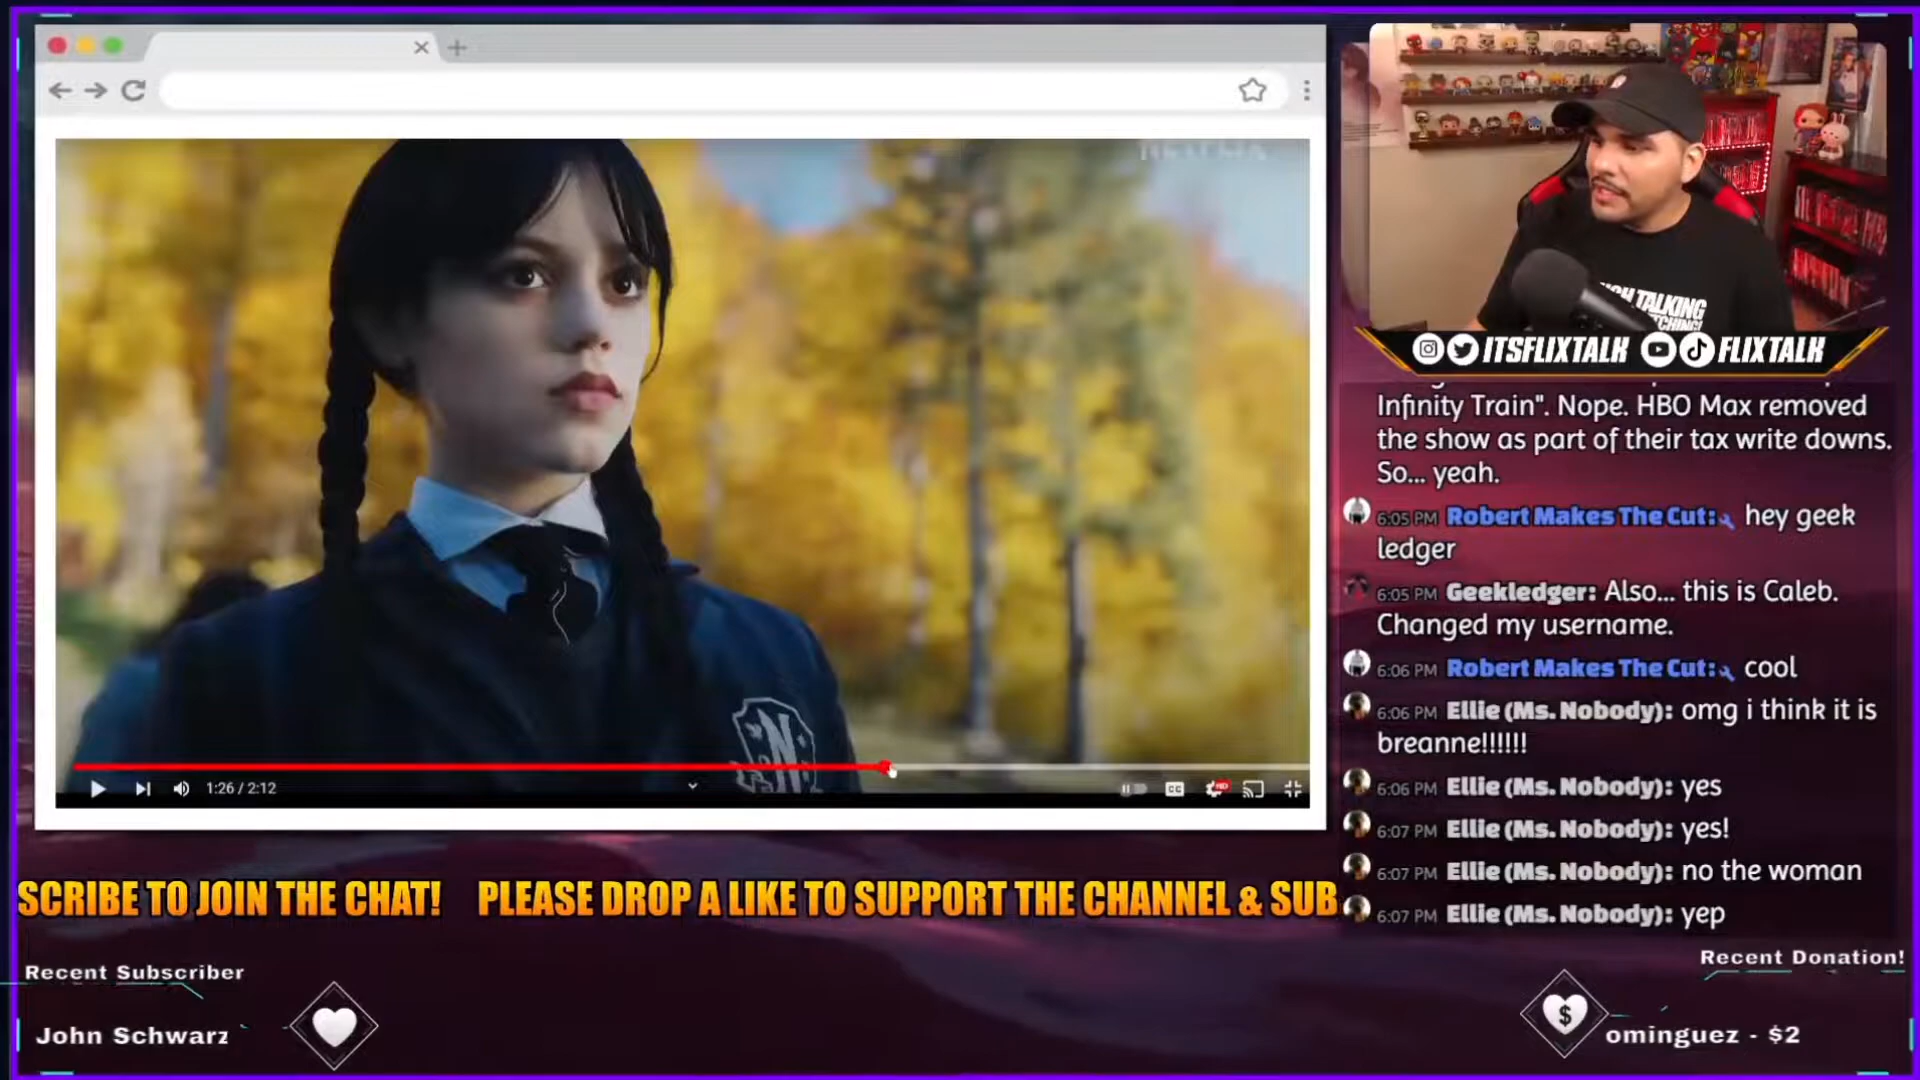 NETFLIX
N
1:26 / 2:12
CC
HD
H TALKING
TCHING!
ITSFLIXTALK FLIXTALK
Infinity Train". Nope. HBO Max removed
the show as part of their tax write downs.
So... yeah.
6:05 PM Robert Makes The Cut: hey geek
ledger
6:05 PM Geekledger: Also... this is Caleb.
Changed my username.
6:06 PM Robert Makes The Cut: cool
6:06 PM Ellie (Ms. Nobody): omg i think it is
breanne!!!!!!
6:06 PM Ellie (Ms. Nobody): yes
6:07 PM Ellie (Ms. Nobody): yes!
6:07 PM Ellie (Ms. Nobody): no the woman
6:07 PM Ellie (Ms. Nobody): yep
SCRIBE TO JOIN THE CHAT! PLEASE DROP A LIKE TO SUPPORT THE CHANNEL & SUB
Recent Subscriber
John Schwarz
Recent Donation!
$
ominguez - $2